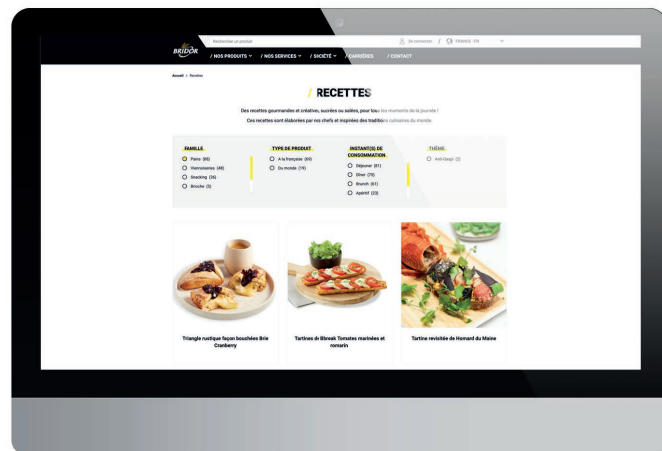 Rechercher un produit
Se connecter / FRANCE - FR
BRIDOR
/ NOS PRODUITS / NOS SERVICES / SOCIÉTÉ / CARRIÈRES / CONTACT
Accueil / Recettes
/ RECETTES
Des recettes gourmandes et créative, sucrées ou salées, pour tous les moments de la journée !
Ces recettes sont élaborées par nos chefs et inspirées des traditions culinaires du monde.
FAMILLE
Pains (86)
Viennoiseries (48)
Snacking (26)
Brioche (5)
TYPE DE PRODUIT
A la française (69)
Du monde (19)
INSTANT(S) DE
CONSOMMATION
Déjeuner (81)
Dîner (79)
Brunch (61)
Apéritif (23)
THÈME
Anti-Gaspi (5)
Triangle rustique façon bouchées Brie
Cranberry
Tartines de Bbreak Tomates marinées et
romarin
Tartine revisitée de Homard du Maine